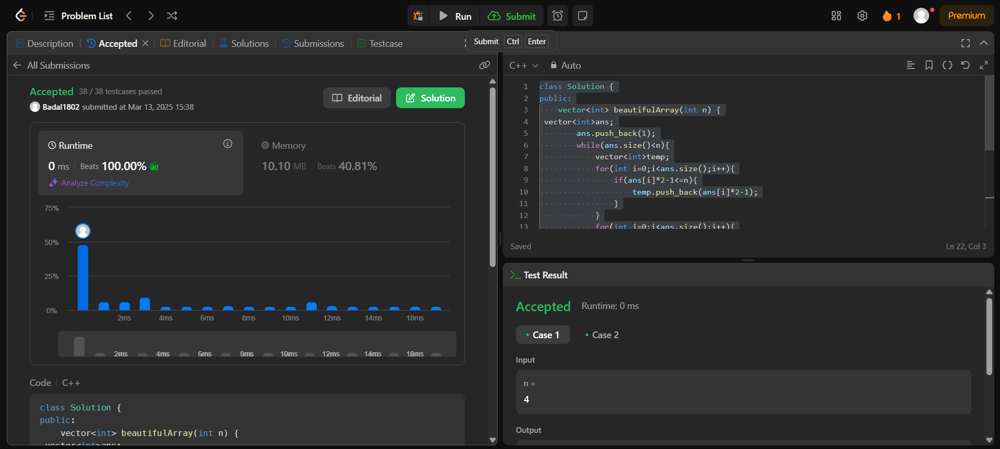 Problem List
Run
Submit
1
Premium
Description
Accepted
Editorial
Solutions
Submissions
Testcase
Submit Ctrl Enter
All Submissions
Accepted 38 / 38 testcases passed
Badal1802 submitted at Mar 13, 2025 15:38
Editorial
Solution
Runtime
0 ms Beats 100.00%
Analyze Complexity
Memory
10.10 MB Beats 40.81%
75%
50%
25%
0%
2ms 4ms 6ms 8ms 10ms 12ms 14ms 18ms
2ms 4ms 6ms 8ms 10ms 12ms 14ms 18ms
Code C++
class Solution {
public:
vector<int> beautifulArray(int n) {
vector<int>ans;
C++ Auto
1 class Solution {
2 public:
3 vector<int> beautifulArray(int n) {
4 vector<int>ans;
5 ans.push_back(1);
6 while(ans.size()<n){
7 vector<int>temp;
8 for(int i=0;i<ans.size();i++){
9 if(ans[i]*2-1<=n){
10 temp.push_back(ans[i]*2-1);
11 }
12 }
13 for(int i=0;i<ans.size();i++){
Saved
Ln 22, Col 3
Test Result
Accepted Runtime: 0 ms
Case 1
Case 2
Input
n =
4
Output